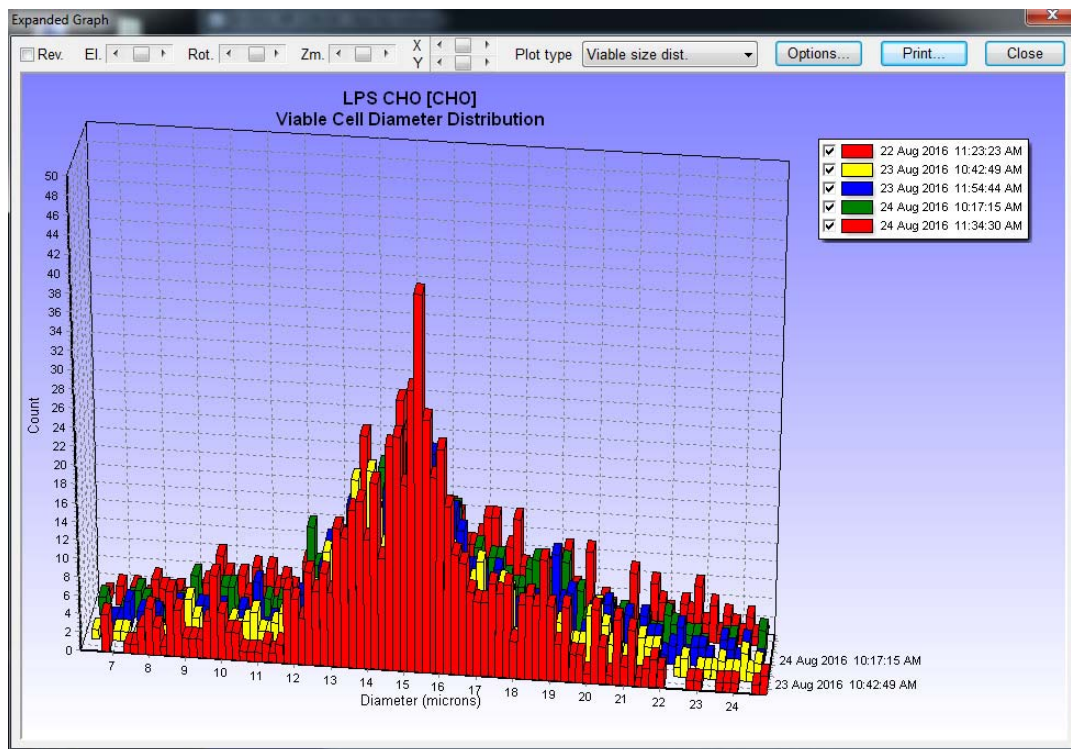 Expanded Graph
X
Rev. El. Rot. Zm. X Y Plot type Viable size dist. Options... Print... Close
LPS CHO [CHO]
Viable Cell Diameter Distribution
22 Aug 2016 11:23:23 AM
23 Aug 2016 10:42:49 AM
23 Aug 2016 11:54:44 AM
24 Aug 2016 10:17:15 AM
24 Aug 2016 11:34:30 AM
50
48
46
44
42
40
38
36
34
32
30
28
26
24
22
20
18
16
14
12
10
8
6
4
2
0
Count
7 8 9 10 11 12 13 14 15 16 17 18 19 20 21 22 23 24
Diameter (microns)
24 Aug 2016 10:17:15 AM
23 Aug 2016 10:42:49 AM